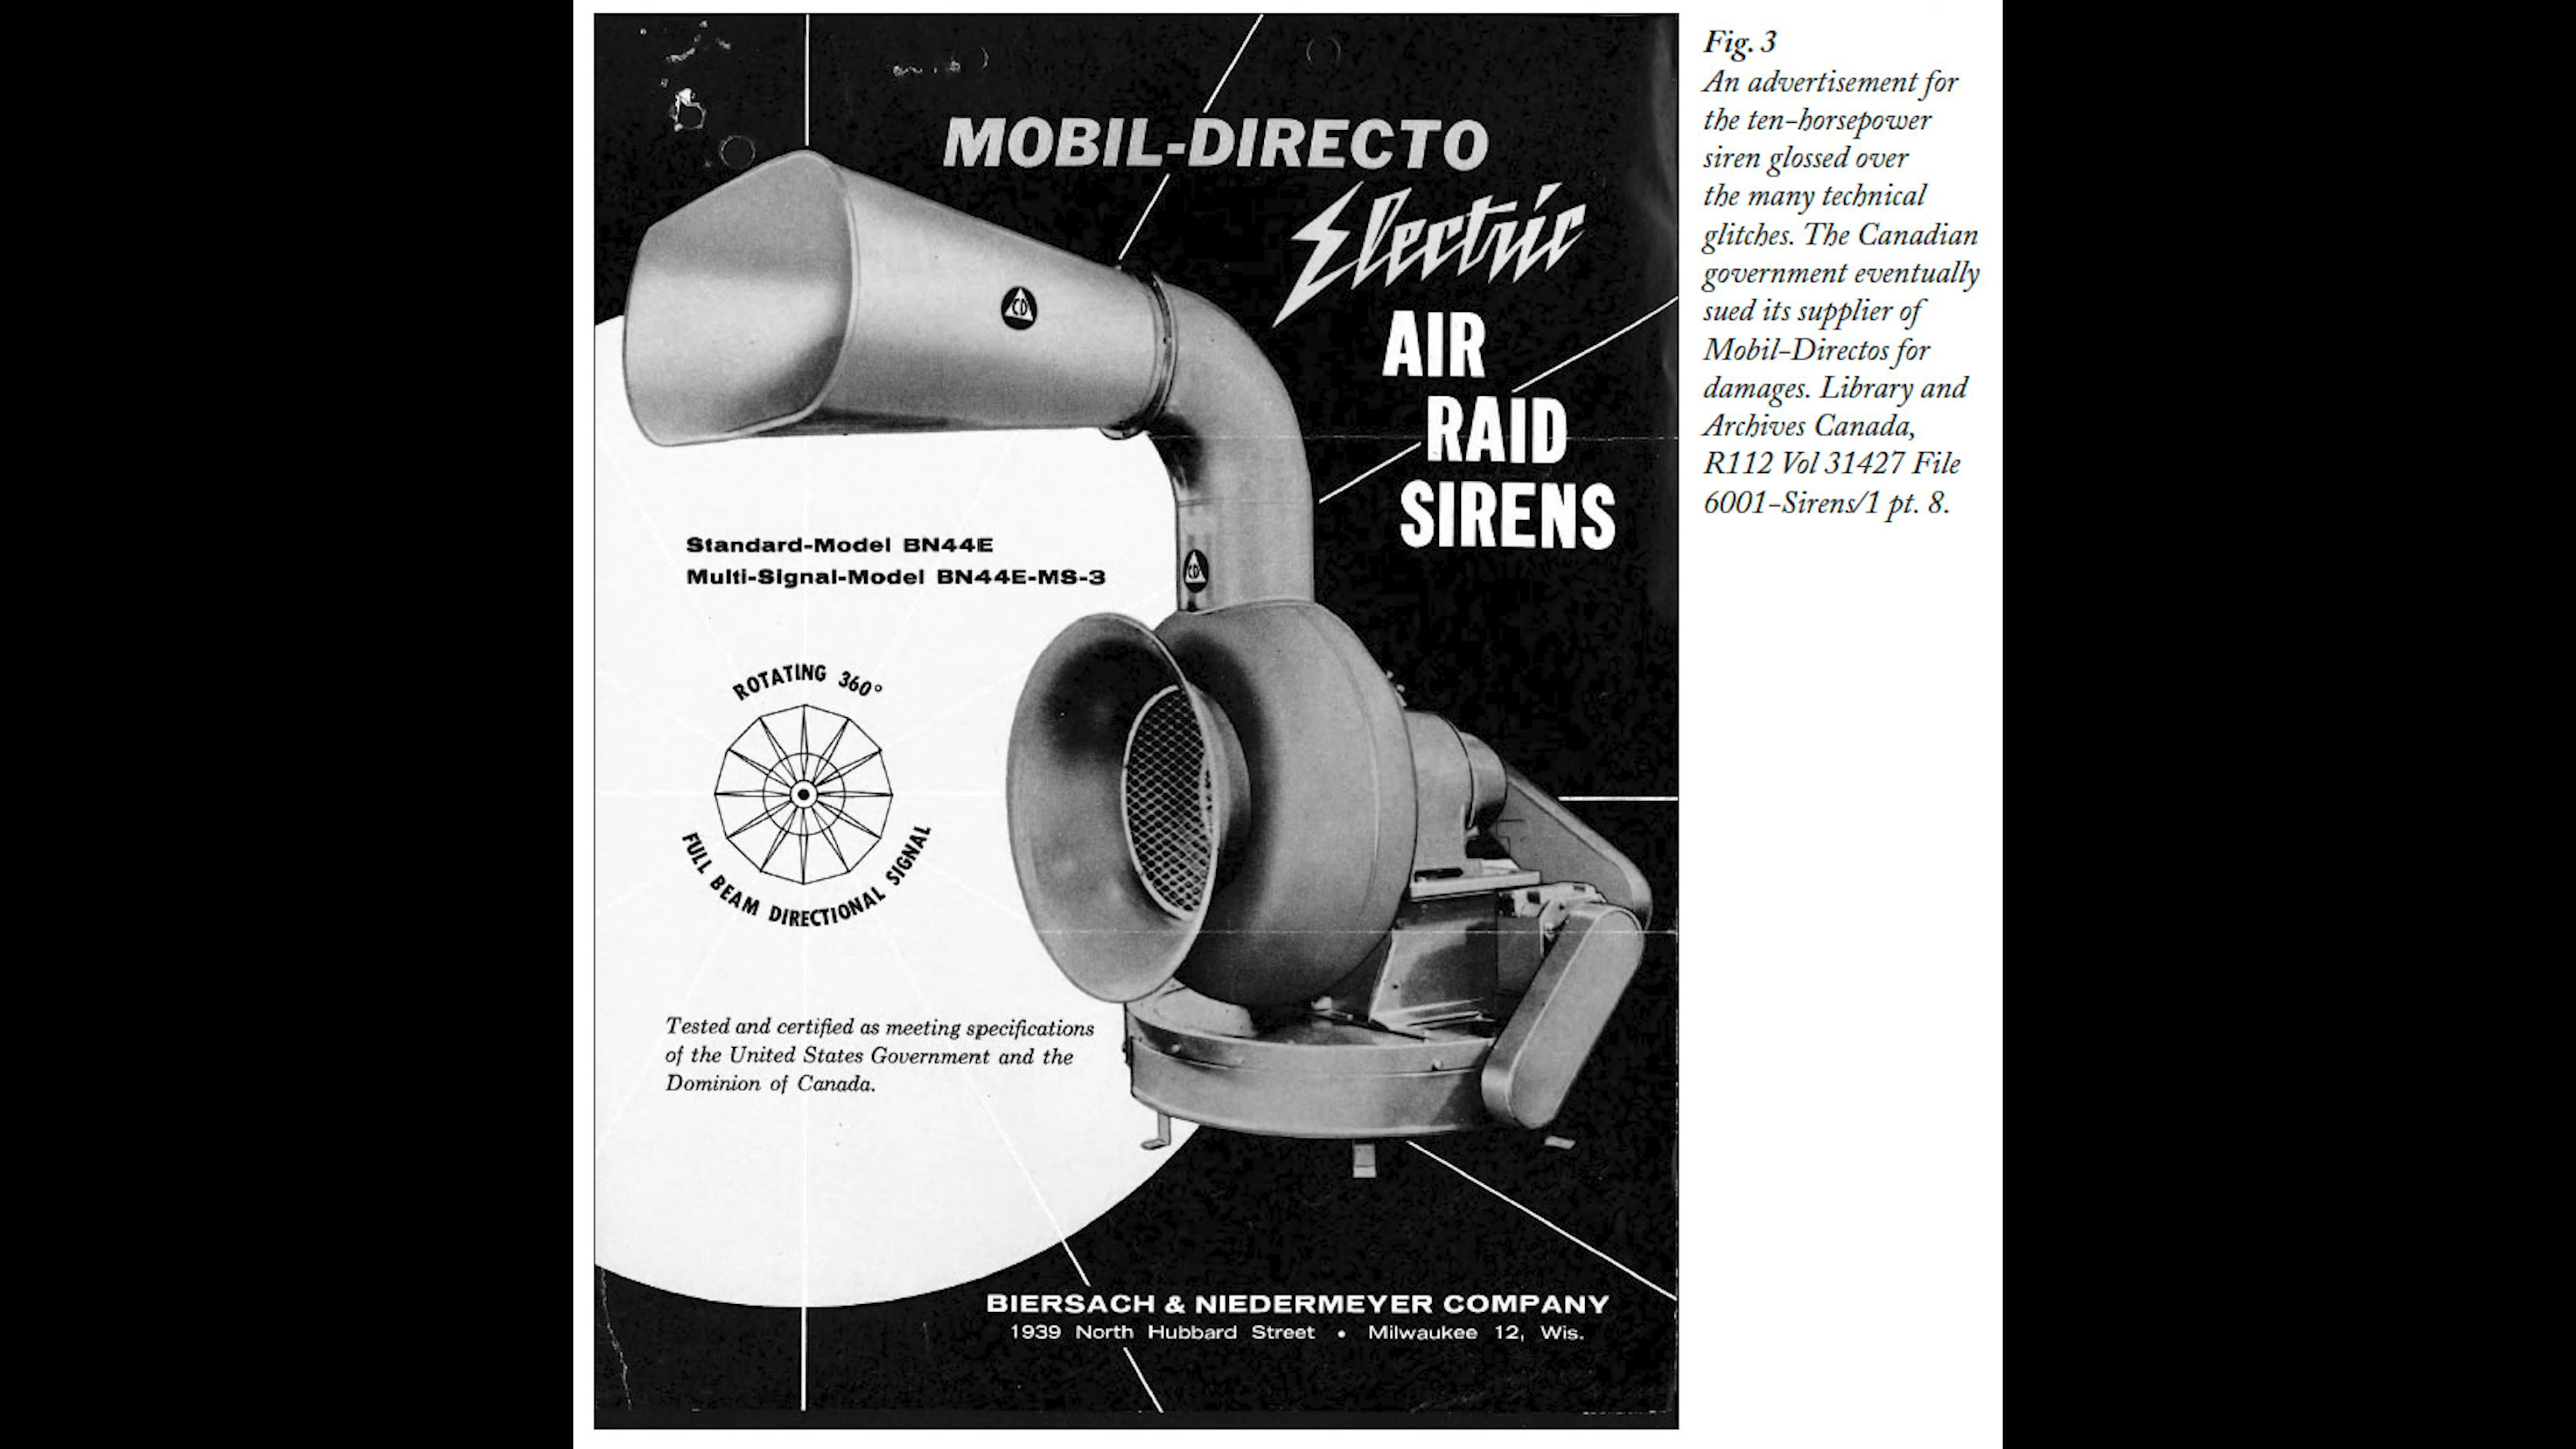 MOBIL-DIRECTO
Electric
AIR
RAID
SIRENS
CD
CD
Standard-Model BN44E
Multi-Signal-Model BN44E-MS-3
ROTATING 360°
FULL BEAM DIRECTIONAL SIGNAL
Tested and certified as meeting specifications
of the United States Government and the
Dominion of Canada.
BIERSACH & NIEDERMEYER COMPANY
1939 North Hubbard Street • Milwaukee 12, Wis.
Fig. 3
An advertisement for
the ten-horsepower
siren glossed over
the many technical
glitches. The Canadian
government eventually
sued its supplier of
Mobil-Directos for
damages. Library and
Archives Canada,
R112 Vol 31427 File
6001-Sirens/1 pt. 8.